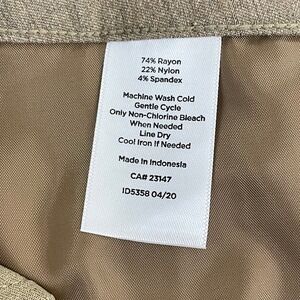 74% Rayon
22% Nylon
4% Spandex
Machine Wash Cold
Gentle Cycle
Only Non-Chlorine Bleach
When Needed
Line Dry
Cool Iron If Needed
Made in Indonesia
CA# 23147
ID5358 04/20